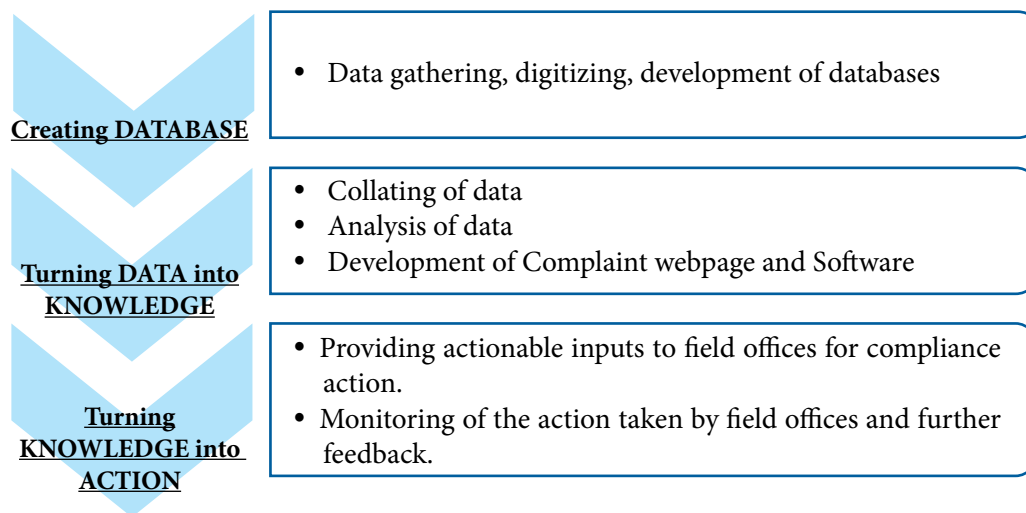 Creating DATABASE
• Data gathering, digitizing, development of databases
Turning DATA into
KNOWLEDGE
• Collating of data
• Analysis of data
• Development of Complaint webpage and Software
Turning
KNOWLEDGE into
ACTION
• Providing actionable inputs to field offices for compliance
action.
• Monitoring of the action taken by field offices and further
feedback.